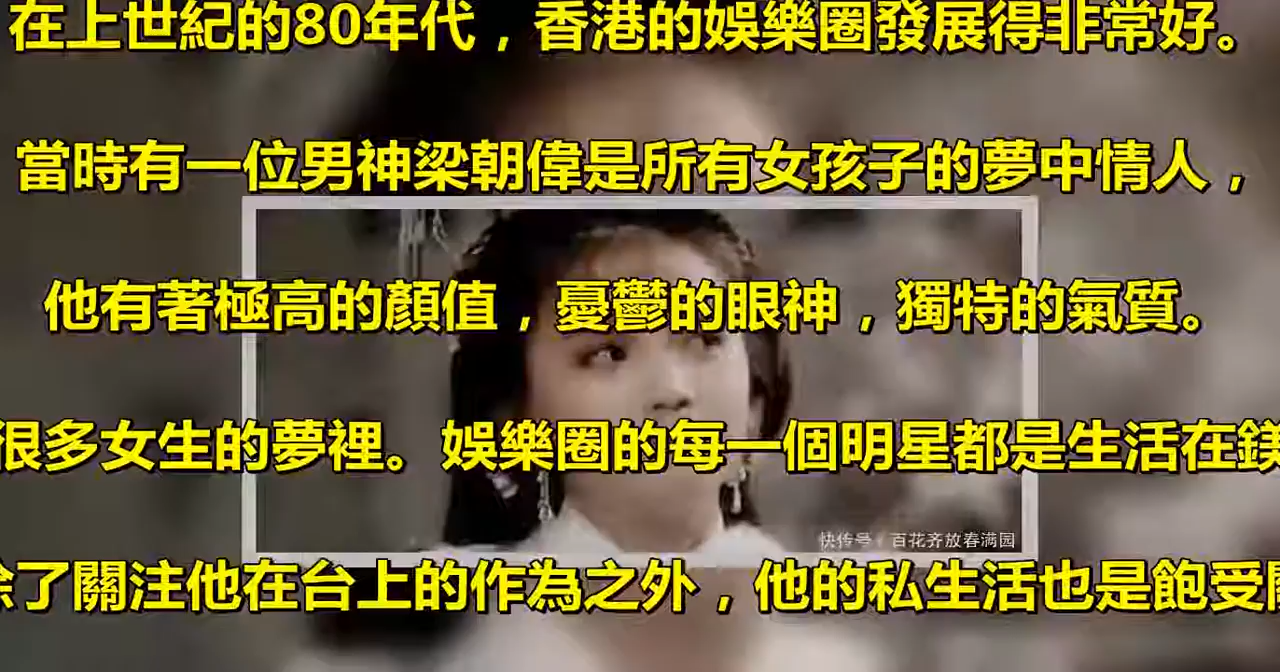 在上世紀的80年代，香港的娛樂圈發展得非常好。
當時有一位男神梁朝偉是所有女孩子的夢中情人，
他有著極高的顏值，憂鬱的眼神，獨特的氣質。
很多女生的夢裡。娛樂圈的每一個明星都是生活在鎂
快传号 / 百花齐放春满园
除了關注他在台上的作為之外，他的私生活也是飽受關